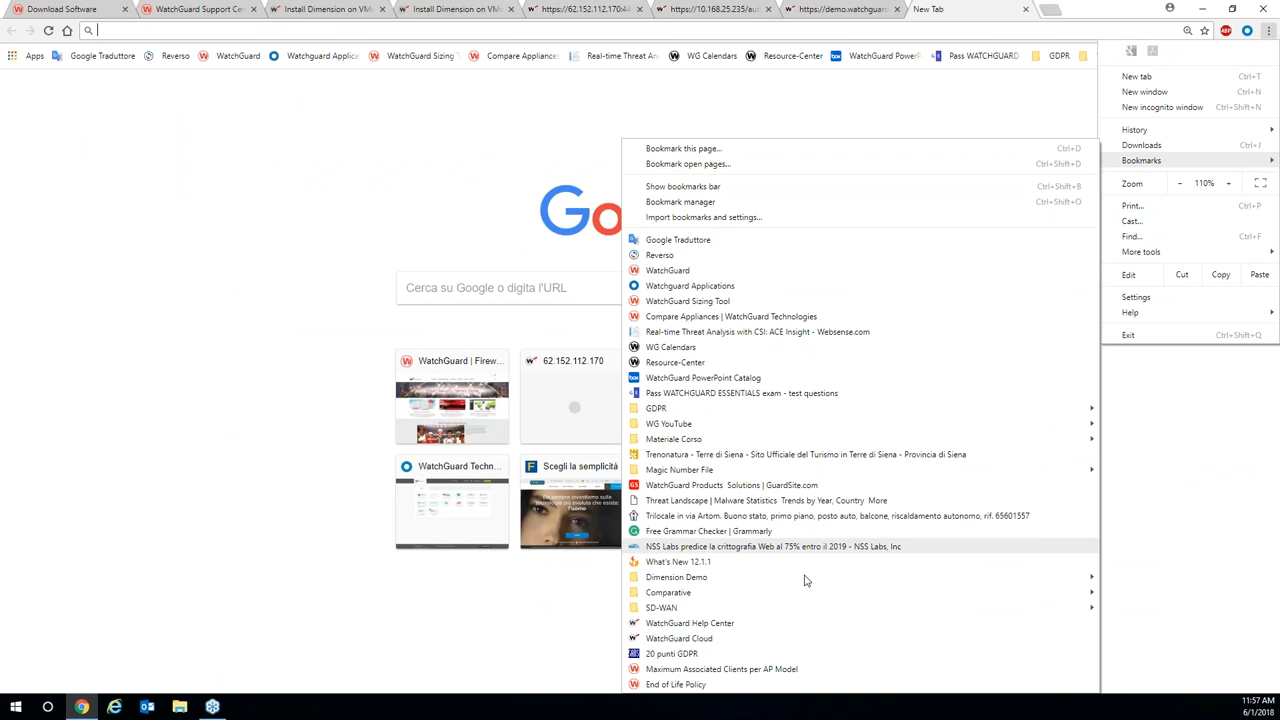 Download Software
WatchGuard Support Ce
Install Dimension on VM
Install Dimension on VM
https://62.152.112.170:4
https://10.168.25.235/au
https://demo.watchguard
New Tab
Apps
Google Traduttore
Reverso
WatchGuard
Watchguard Applic
WatchGuard Sizing
Compare Appliances
Real-time Threat An
WG Calendars
Resource-Center
WatchGuard PowerP
Pass WATCHGUARD
GDPR
New tab Ctrl+T
New window Ctrl+N
New incognito window Ctrl+Shift+N
History
Downloads Ctrl+J
Bookmarks
Zoom - 110% +
Print... Ctrl+P
Cast...
Find... Ctrl+F
More tools
Edit Cut Copy Paste
Settings
Help
Exit Ctrl+Shift+Q
Bookmark this page... Ctrl+D
Bookmark open pages... Ctrl+Shift+D
Show bookmarks bar Ctrl+Shift+B
Bookmark manager Ctrl+Shift+O
Import bookmarks and settings...
Google Traduttore
Reverso
WatchGuard
Watchguard Applications
WatchGuard Sizing Tool
Compare Appliances | WatchGuard Technologies
Real-time Threat Analysis with CSI: ACE Insight - Websense.com
WG Calendars
Resource-Center
WatchGuard PowerPoint Catalog
Pass WATCHGUARD ESSENTIALS exam - test questions
GDPR
WG YouTube
Materiale Corso
Trenonatura - Terre di Siena - Sito Ufficiale del Turismo in Terre di Siena - Provincia di Siena
Magic Number File
WatchGuard Products Solutions | GuardSite.com
Threat Landscape | Malware Statistics Trends by Year, Country More
Trilocale in via Artom. Buono stato, primo piano, posto auto, balcone, riscaldamento autonomo, rif. 65601557
Free Grammar Checker | Grammarly
NSS Labs predice la crittografia Web al 75% entro il 2019 - NSS Labs, Inc
What's New 12.1.1
Dimension Demo
Comparative
SD-WAN
WatchGuard Help Center
WatchGuard Cloud
20 punti GDPR
Maximum Associated Clients per AP Model
End of Life Policy
Go
Cerca su Google o digita l'URL
WatchGuard | Firew...
62.152.112.170
WatchGuard Techn...
Scegli la semplicità
11:57 AM
6/1/2018